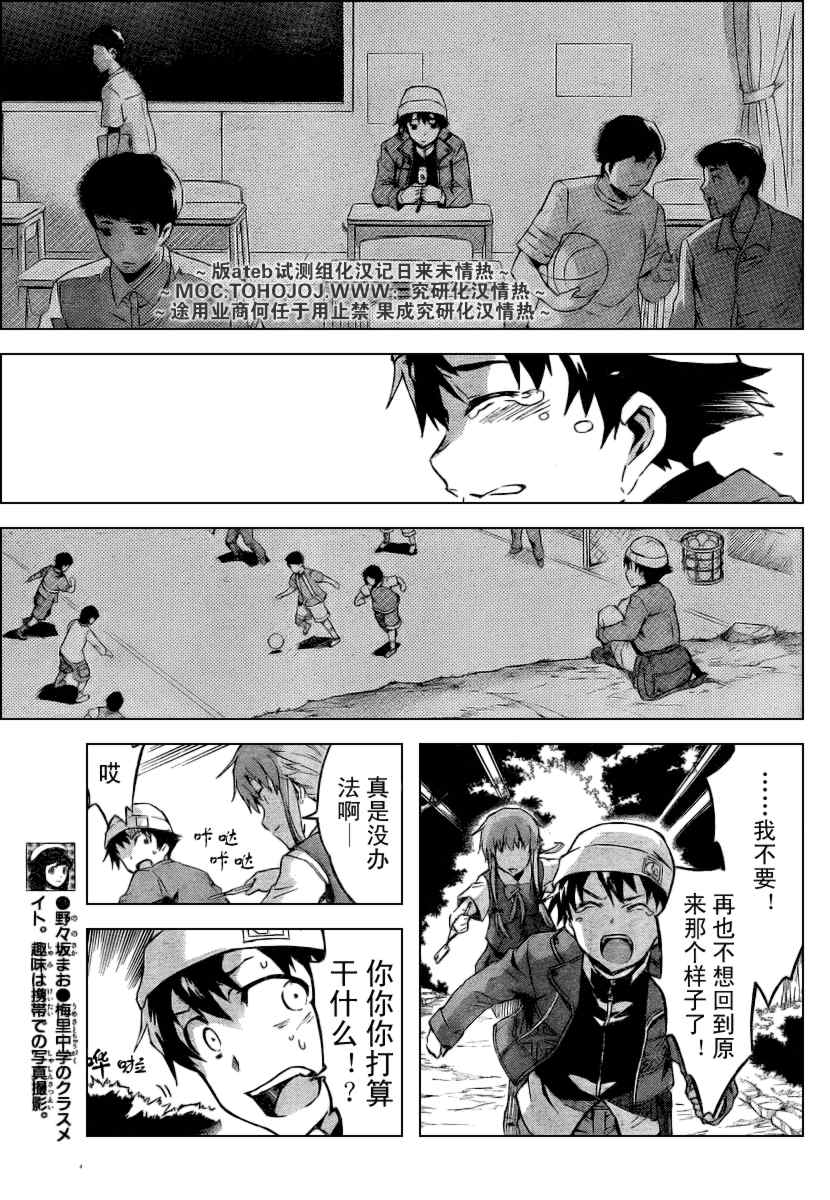 ~版ateb试测组化汉记日来未情热~
~MOC.TOHOJOJ.WWW:::究研化汉情热~
~途用业商何任于用止禁 果成究研化汉情热~
……我不要！
再也不想回到原
来那个样子了！
真是没办
法啊—
哎
咔哒
咔哒
你你你打算
干什么！？
哗啦
●野々坂まお●梅里中学のクラスメ
イト。趣味は携帯での写真撮影。